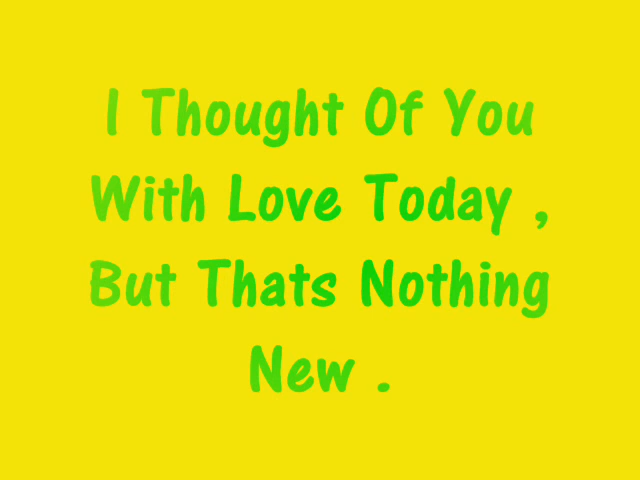 I Thought Of You
With Love Today ,
But Thats Nothing
New .